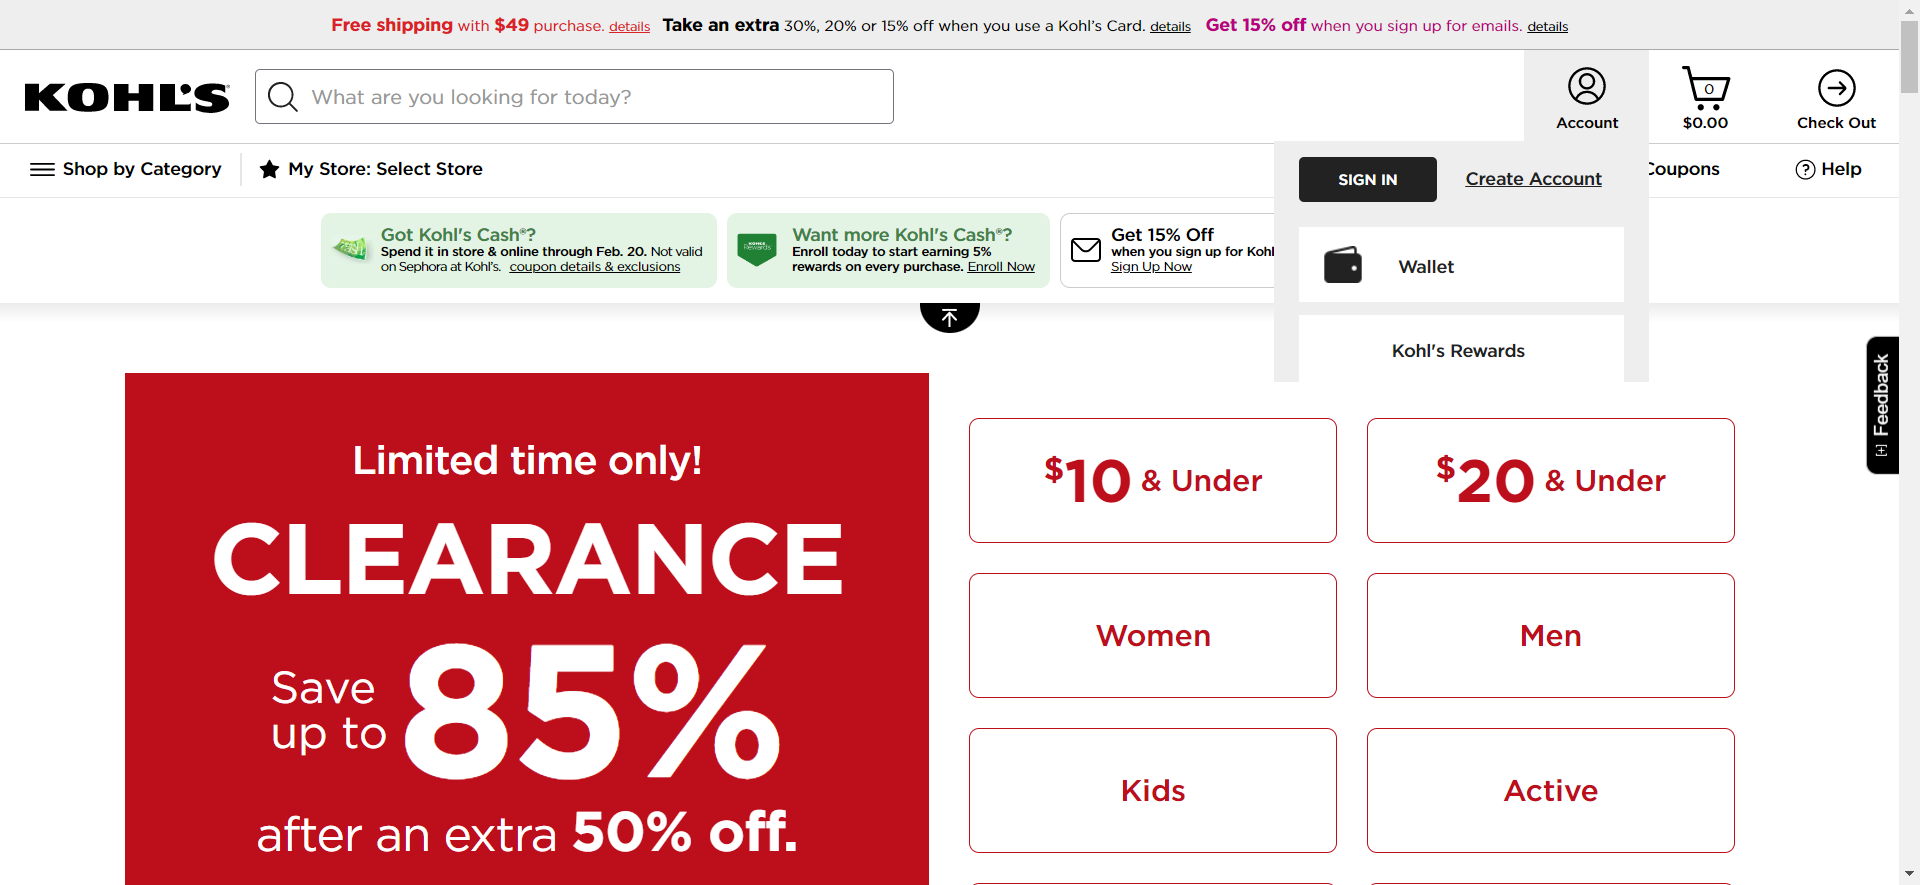 Free shipping with $49 purchase. details Take an extra 30%, 20% or 15% off when you use a Kohl's Card. details Get 15% off when you sign up for emails. details
KOHL'S
What are you looking for today?
Account
0
$0.00
Check Out
Shop by Category
My Store: Select Store
SIGN IN
Create Account
Coupons
? Help
Got Kohl's Cash®?
Spend it in store & online through Feb. 20. Not valid
on Sephora at Kohl's. coupon details & exclusions
KOHL'S
Rewards
Want more Kohl's Cash®?
Enroll today to start earning 5%
rewards on every purchase. Enroll Now
Get 15% Off
when you sign up for Kohl
Sign Up Now
Wallet
Kohl's Rewards
[+] Feedback
Limited time only!
CLEARANCE
Save
up to
85%
after an extra 50% off.
$10 & Under
$20 & Under
Women
Men
Kids
Active